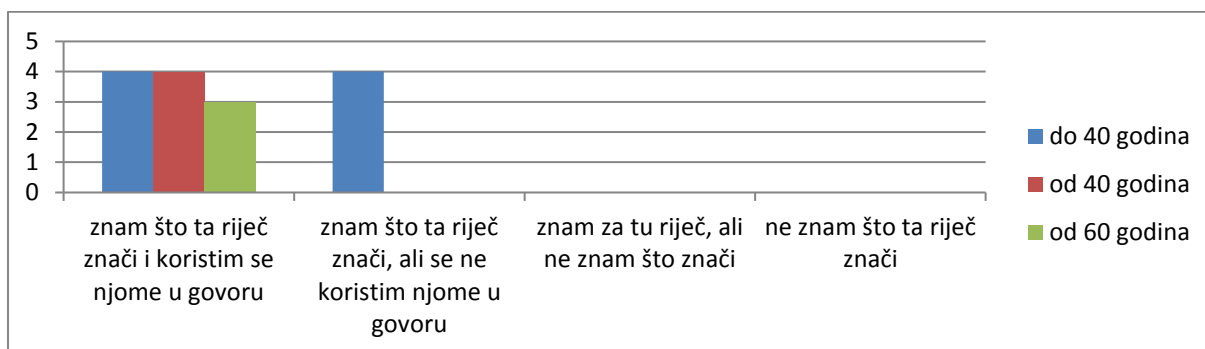 5
4
3
2
1
0
znam što ta riječ
znači i koristim se
njome u govoru
znam što ta riječ
znači, ali se ne
koristim njome u
govoru
znam za tu riječ, ali
ne znam što znači
ne znam što ta riječ
znači
do 40 godina
od 40 godina
od 60 godina